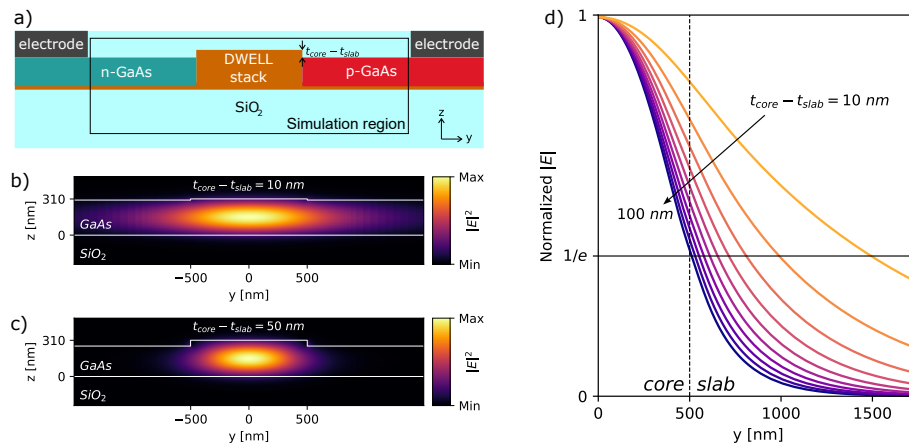 a)
electrode
electrode
n-GaAs
DWELL
stack
t_core − t_slab
p-GaAs
SiO₂
Simulation region
z
y
b)
t_core − t_slab = 10 nm
z [nm]
310
0
GaAs
SiO₂
−500
0
500
y [nm]
Max
|E|²
Min
c)
t_core − t_slab = 50 nm
z [nm]
310
0
GaAs
SiO₂
−500
0
500
y [nm]
Max
|E|²
Min
d)
Normalized |E|
1
1/e
0
t_core − t_slab = 10 nm
100 nm
core slab
0
500
1000
1500
y [nm]